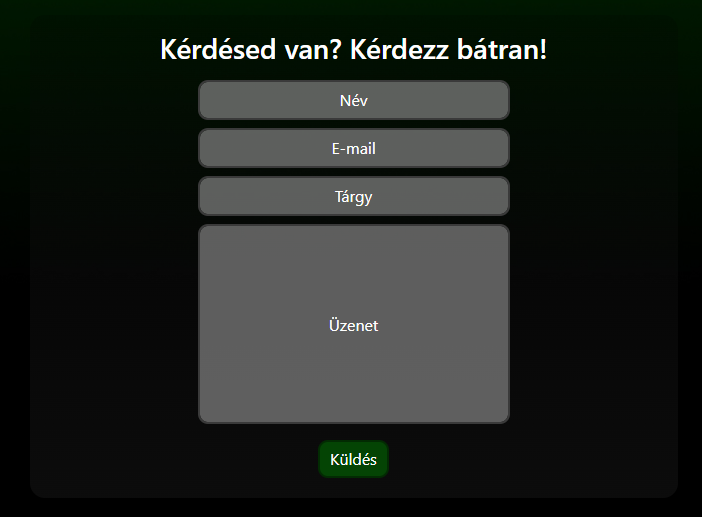 Kérdésed van? Kérdezz bátran!
Név
E-mail
Tárgy
Üzenet
Küldés